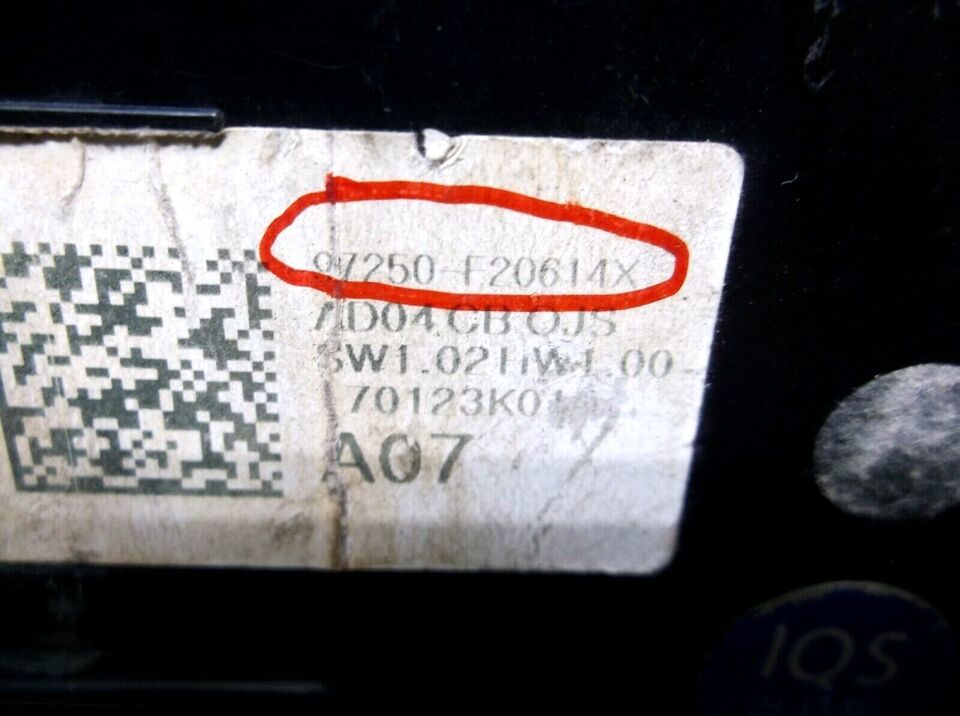 97250-F20614X
AD04.CB.OJS
SW1.02HW1.00
70123K01
A07
IQS